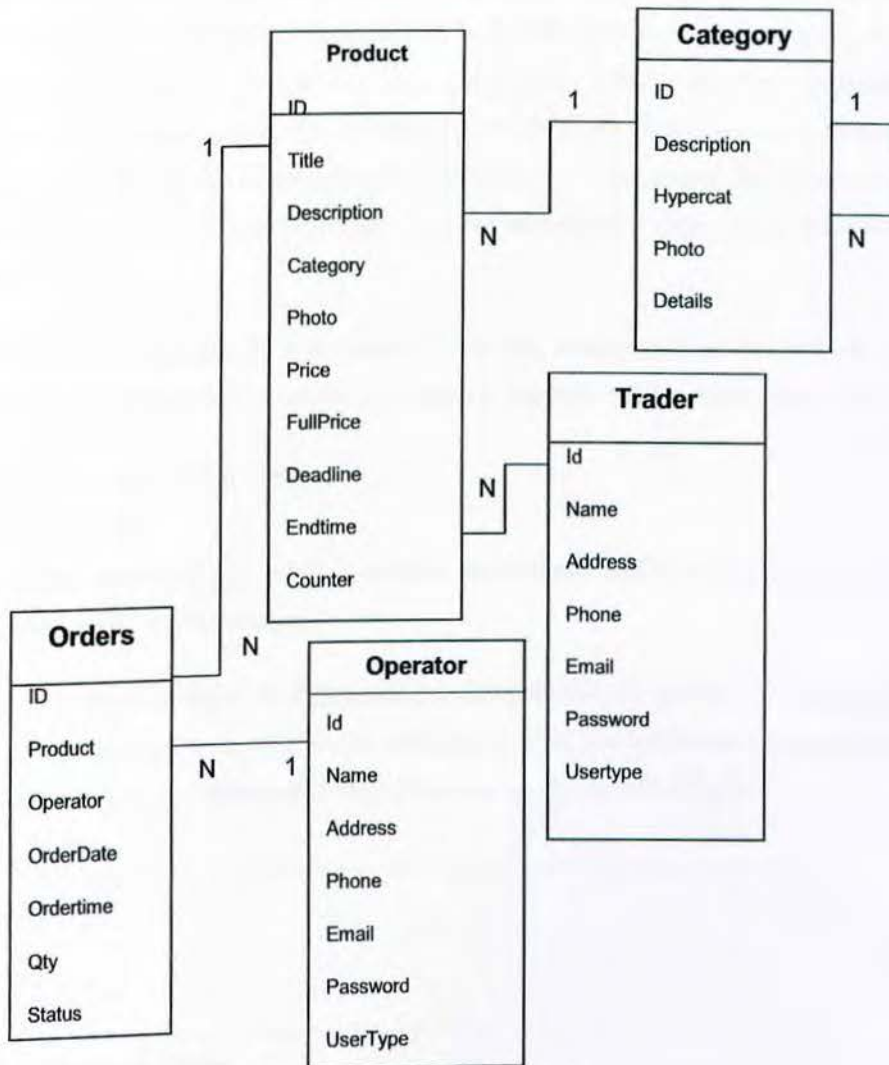 Product
ID
Title
Description
Category
Photo
Price
FullPrice
Deadline
Endtime
Counter
Category
ID
Description
Hypercat
Photo
Details
Trader
Id
Name
Address
Phone
Email
Password
Usertype
Orders
ID
Product
Operator
OrderDate
Ordertime
Qty
Status
Operator
Id
Name
Address
Phone
Email
Password
UserType
1
N
1
N
1
N
N
N
1